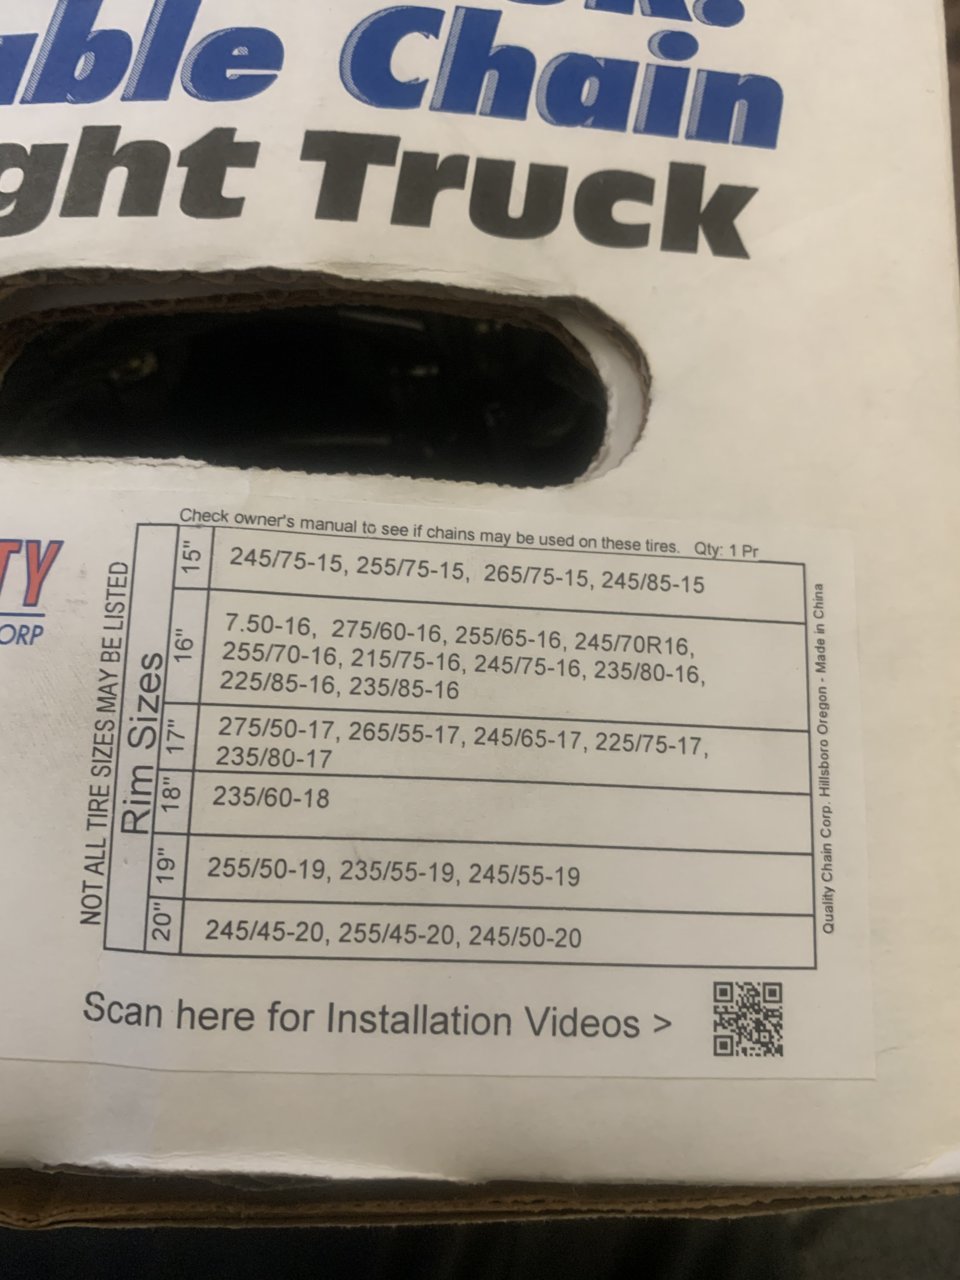 Chain
Truck
Check owner's manual to see if chains may be used on these tires. Qty: 1 Pr
NOT ALL TIRE SIZES MAY BE LISTED
Rim Sizes
15" 245/75-15, 255/75-15, 265/75-15, 245/85-15
16" 7.50-16, 275/60-16, 255/65-16, 245/70R16,
255/70-16, 215/75-16, 245/75-16, 235/80-16,
225/85-16, 235/85-16
17" 275/50-17, 265/55-17, 245/65-17, 225/75-17,
235/80-17
18" 235/60-18
19" 255/50-19, 235/55-19, 245/55-19
20" 245/45-20, 255/45-20, 245/50-20
Quality Chain Corp. Hillsboro Oregon - Made in China
Scan here for Installation Videos >